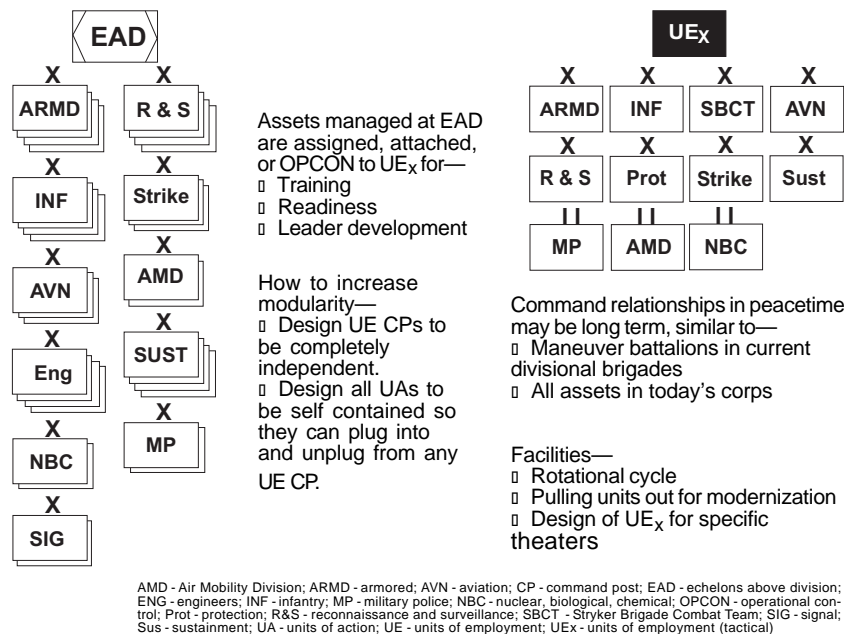 EAD
X X
ARMD R & S
X X
INF Strike
X X
AVN AMD
X X
Eng SUST
X X
NBC MP
X
SIG
Assets managed at EAD
are assigned, attached,
or OPCON to UEx for—
▯ Training
▯ Readiness
▯ Leader development
How to increase
modularity—
▯ Design UE CPs to
be completely
independent.
▯ Design all UAs to
be self contained so
they can plug into
and unplug from any
UE CP.
UEX
X X X X
ARMD INF SBCT AVN
X X X X
R & S Prot Strike Sust
II II II
MP AMD NBC
Command relationships in peacetime
may be long term, similar to—
▯ Maneuver battalions in current
divisional brigades
▯ All assets in today's corps
Facilities—
▯ Rotational cycle
▯ Pulling units out for modernization
▯ Design of UEx for specific
theaters
AMD - Air Mobility Division; ARMD - armored; AVN - aviation; CP - command post; EAD - echelons above division;
ENG - engineers; INF - infantry; MP - military police; NBC - nuclear, biological, chemical; OPCON - operational con-
trol; Prot - protection; R&S - reconnaissance and surveillance; SBCT - Stryker Brigade Combat Team; SIG - signal;
Sus - sustainment; UA - units of action; UE - units of employment; UEx - units of employment (tactical)